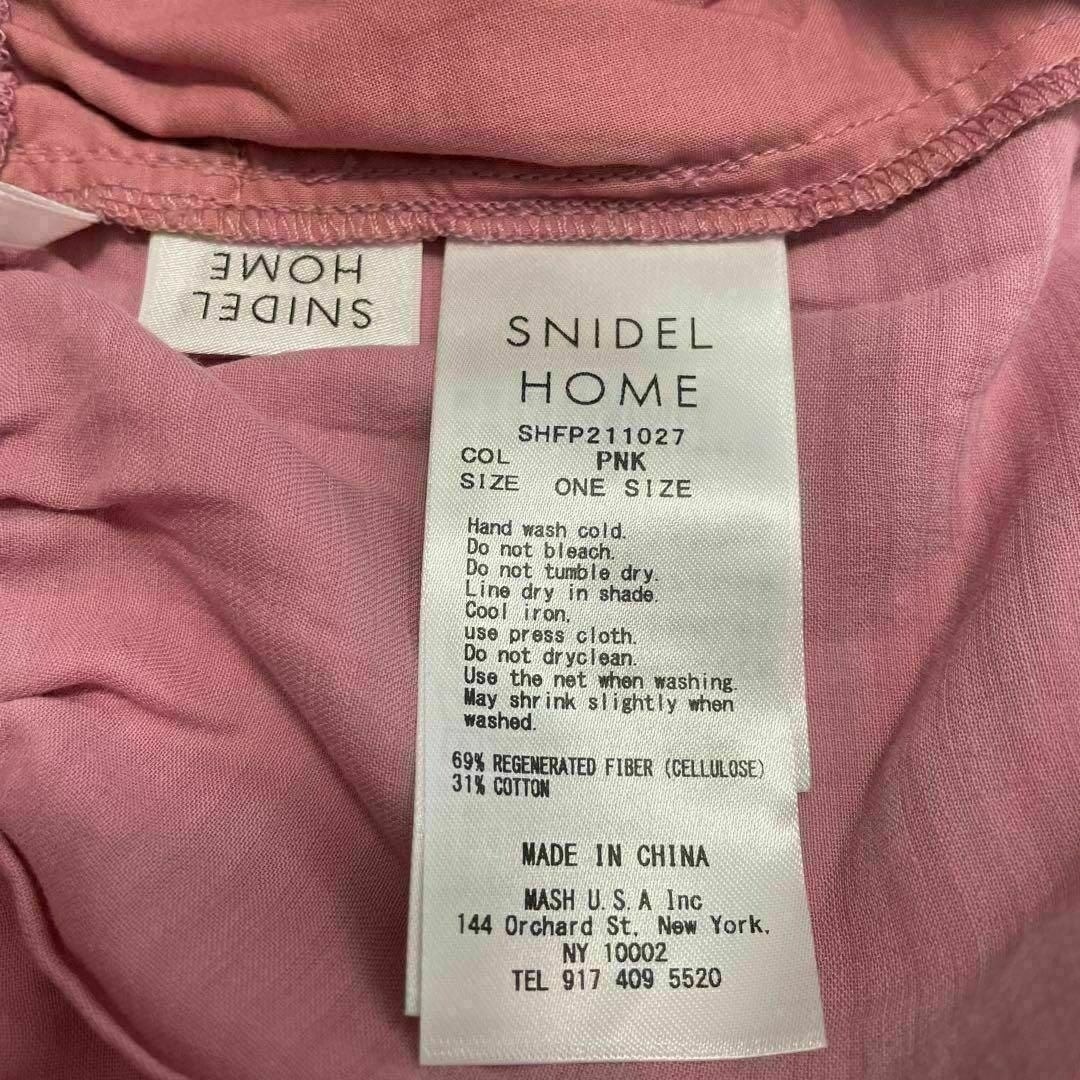 SNIDEL
HOME
SNIDEL
HOME
SHFP211027
COL PNK
SIZE ONE SIZE
Hand wash cold.
Do not bleach.
Do not tumble dry.
Line dry in shade.
Cool iron,
use press cloth.
Do not dryclean.
Use the net when washing.
May shrink slightly when
washed.
69% REGENERATED FIBER (CELLULOSE)
31% COTTON
MADE IN CHINA
MASH U.S.A Inc
144 Orchard St, New York,
NY 10002
TEL 917 409 5520